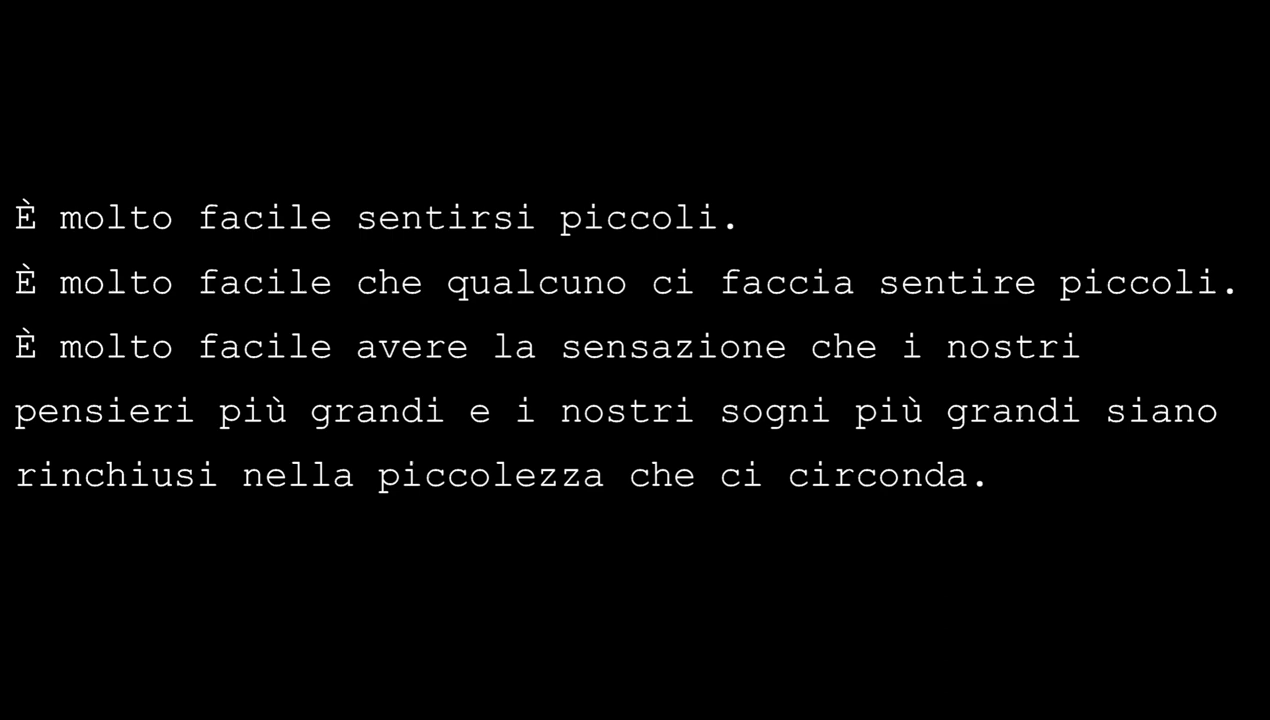 È molto facile sentirsi piccoli.
È molto facile che qualcuno ci faccia sentire piccoli.
È molto facile avere la sensazione che i nostri
pensieri più grandi e i nostri sogni più grandi siano
rinchiusi nella piccolezza che ci circonda.